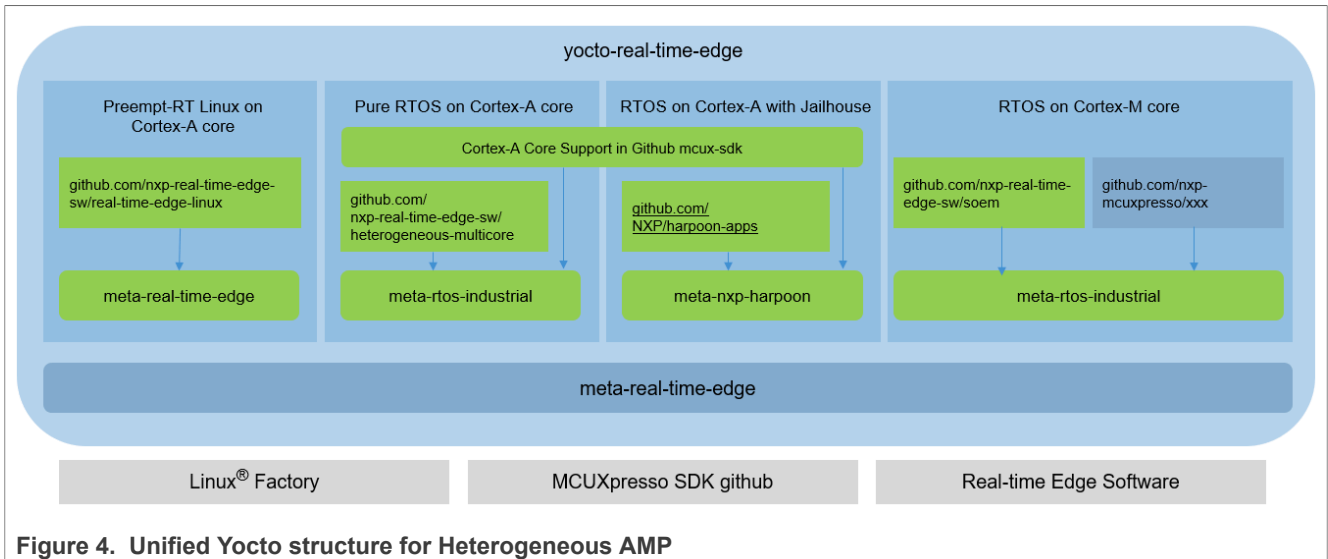 yocto-real-time-edge
Preempt-RT Linux on
Cortex-A core
github.com/nxp-real-time-edge-
sw/real-time-edge-linux
meta-real-time-edge
Pure RTOS on Cortex-A core
RTOS on Cortex-A with Jailhouse
Cortex-A Core Support in Github mcux-sdk
github.com/
nxp-real-time-edge-sw/
heterogeneous-multicore
meta-rtos-industrial
github.com/
NXP/harpoon-apps
meta-nxp-harpoon
RTOS on Cortex-M core
github.com/nxp-real-time-
edge-sw/soem
github.com/nxp-
mcuxpresso/xxx
meta-rtos-industrial
meta-real-time-edge
Linux® Factory
MCUXpresso SDK github
Real-time Edge Software
Figure 4. Unified Yocto structure for Heterogeneous AMP